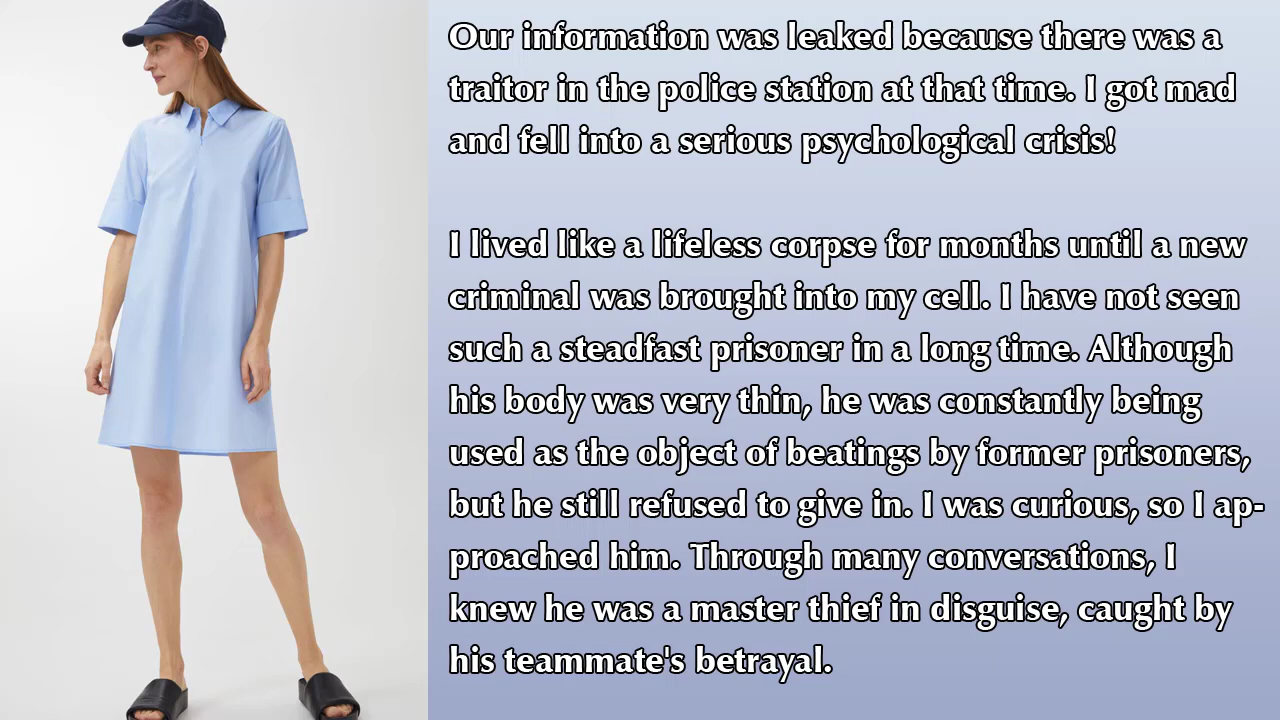 Our information was leaked because there was a
traitor in the police station at that time. I got mad
and fell into a serious psychological crisis!
I lived like a lifeless corpse for months until a new
criminal was brought into my cell. I have not seen
such a steadfast prisoner in a long time. Although
his body was very thin, he was constantly being
used as the object of beatings by former prisoners,
but he still refused to give in. I was curious, so I ap-
proached him. Through many conversations, I
knew he was a master thief in disguise, caught by
his teammate's betrayal.